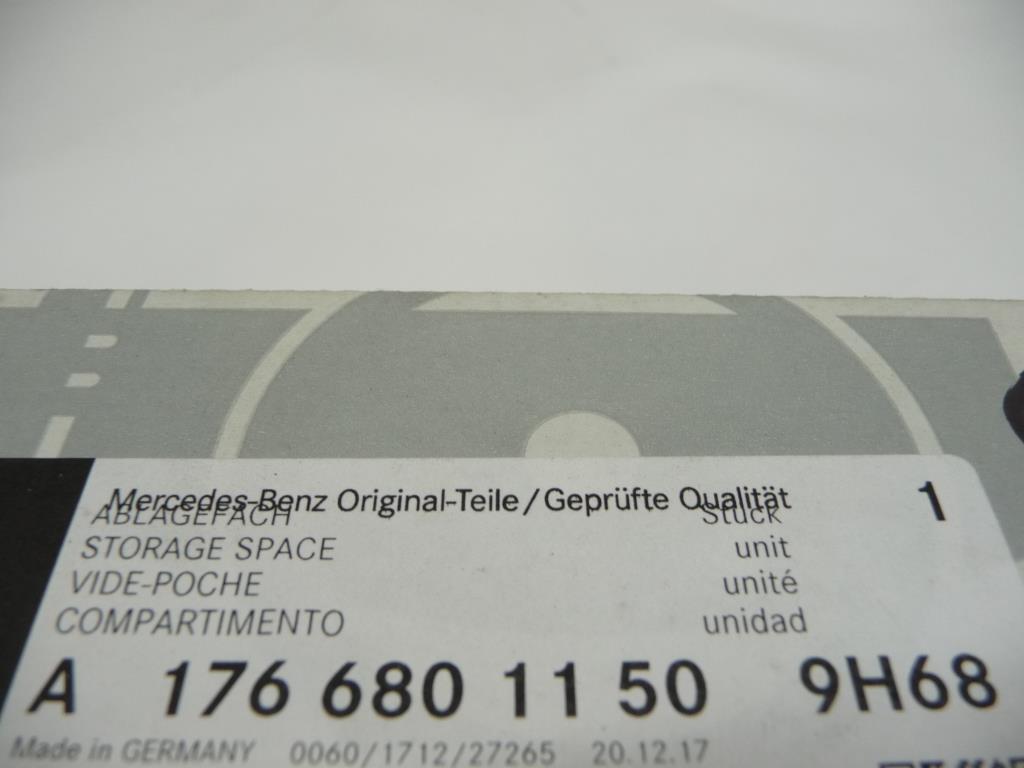 Mercedes-Benz Original-Teile/Geprüfte Qualität 1
ABLAGEFACH Stück
STORAGE SPACE unit
VIDE-POCHE unité
COMPARTIMENTO unidad
A 176 680 11 50 9H68
Made in GERMANY 0060/1712/27265 20.12.17